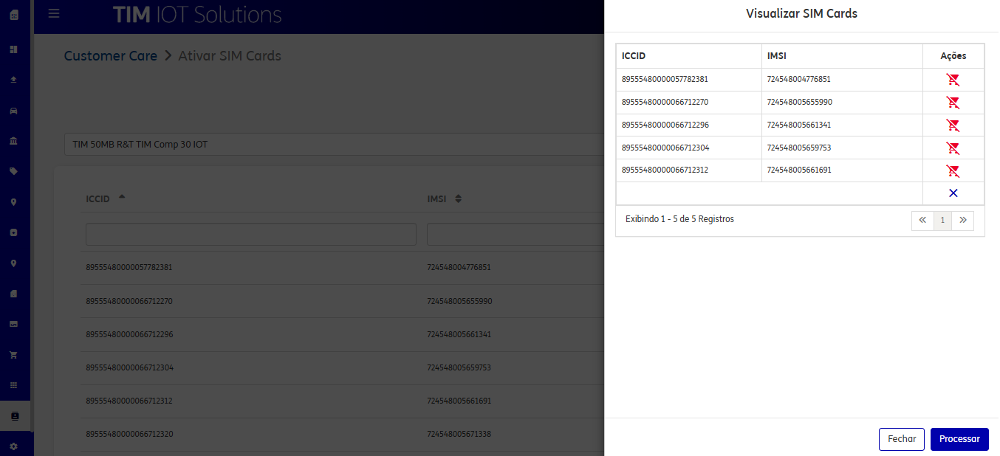 TIM IOT Solutions
Customer Care > Ativar SIM Cards
TIM 50MB R&T TIM Comp 30 IOT
ICCID IMSI
89555480000057782381 724548004776851
89555480000066712270 724548005655990
89555480000066712296 724548005661341
89555480000066712304 724548005659753
89555480000066712312 724548005661691
89555480000066712320 724548005671338
Visualizar SIM Cards
ICCID IMSI Ações
89555480000057782381 724548004776851
89555480000066712270 724548005655990
89555480000066712296 724548005661341
89555480000066712304 724548005659753
89555480000066712312 724548005661691
Exibindo 1 - 5 de 5 Registros « 1 »
Fechar Processar